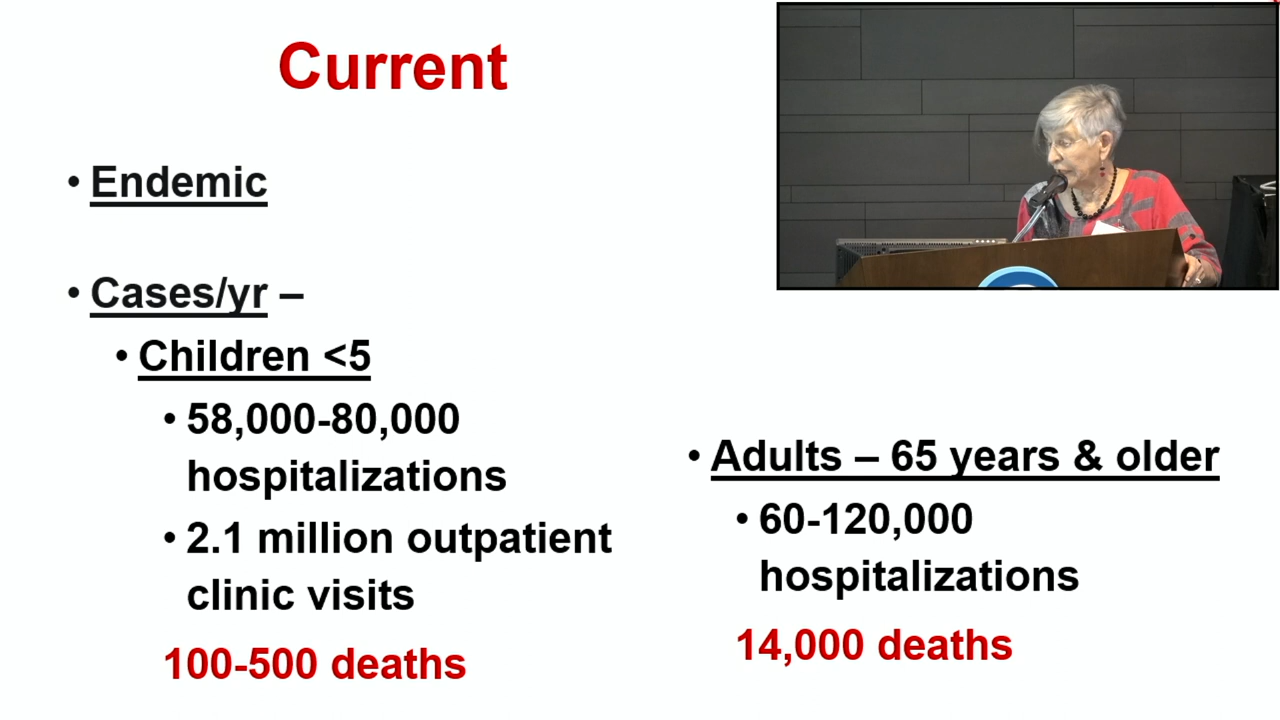 Current
• Endemic
• Cases/yr –
• Children <5
• 58,000-80,000
hospitalizations
• 2.1 million outpatient
clinic visits
100-500 deaths
• Adults – 65 years & older
• 60-120,000
hospitalizations
14,000 deaths